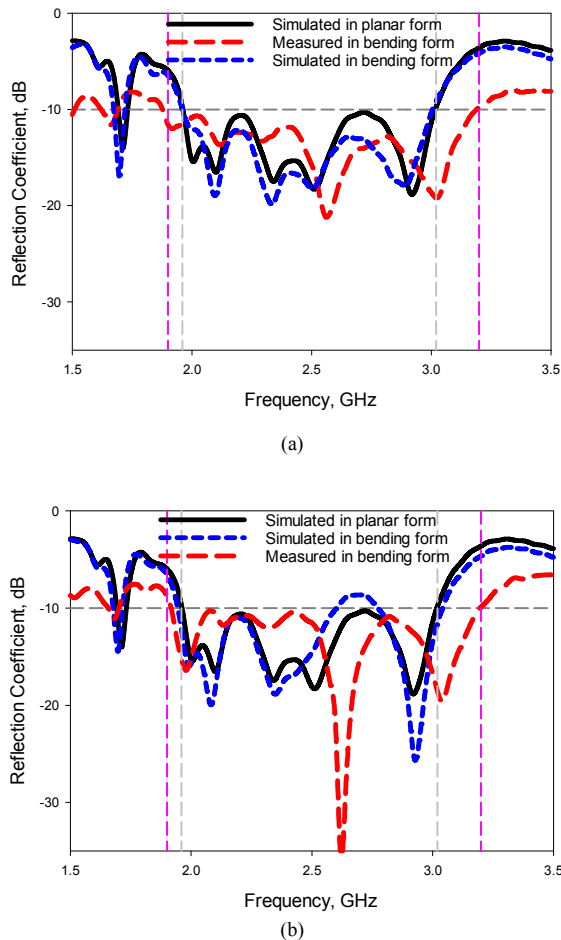 0
Simulated in planar form
Measured in bending form
Simulated in bending form
-10
-20
-30
Reflection Coefficient, dB
1.5 2.0 2.5 3.0 3.5
Frequency, GHz
(a)
0
Simulated in planar form
Simulated in bending form
Measured in bending form
-10
-20
-30
Reflection Coefficient, dB
1.5 2.0 2.5 3.0 3.5
Frequency, GHz
(b)